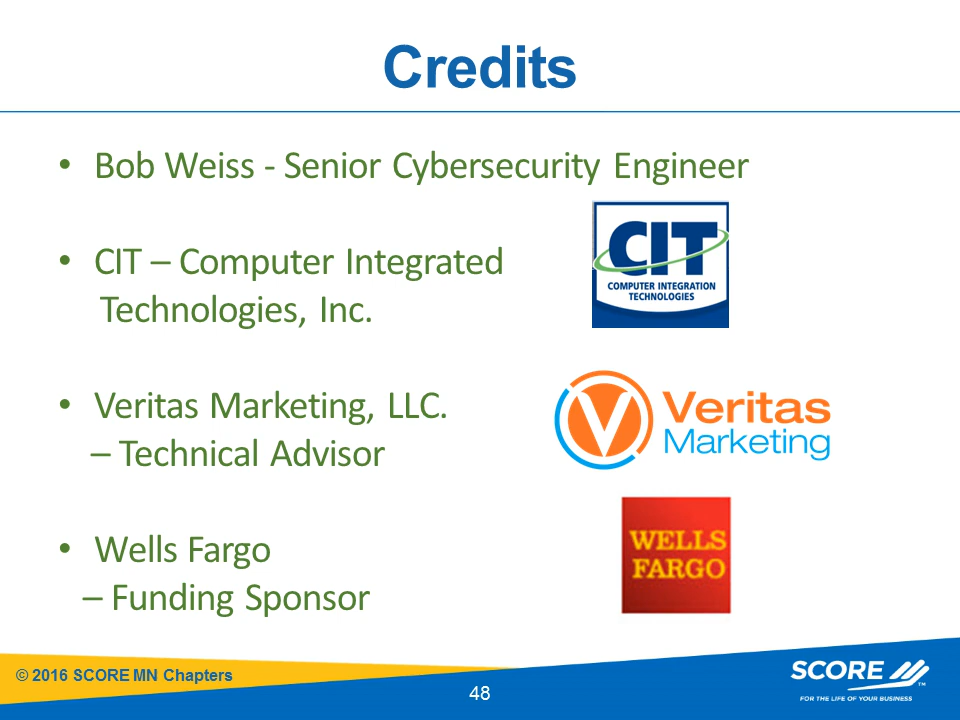 Credits
• Bob Weiss - Senior Cybersecurity Engineer
• CIT – Computer Integrated
Technologies, Inc.
CIT
COMPUTER INTEGRATION
TECHNOLOGIES
• Veritas Marketing, LLC.
– Technical Advisor
Veritas
Marketing
• Wells Fargo
– Funding Sponsor
WELLS
FARGO
© 2016 SCORE MN Chapters
48
SCORE
TM
FOR THE LIFE OF YOUR BUSINESS